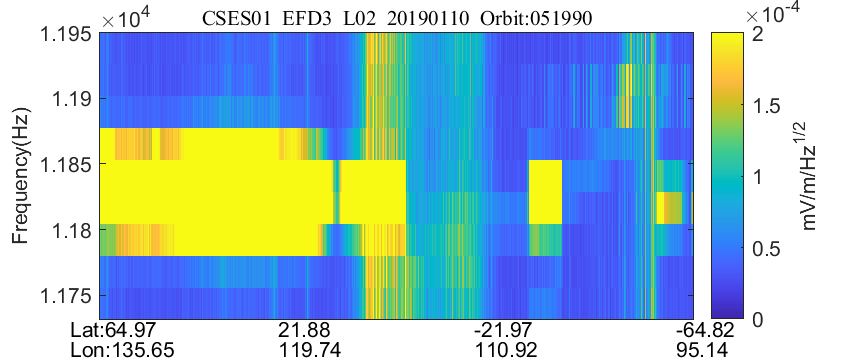 ×10⁴ CSES01 EFD3 L02 20190110 Orbit:051990 ×10⁻⁴
1.195 2
1.19 1.5
1.185 1
1.18 0.5
1.175 0
Frequency(Hz)
mV/m/Hz^1/2
Lat:64.97 21.88 -21.97 -64.82
Lon:135.65 119.74 110.92 95.14